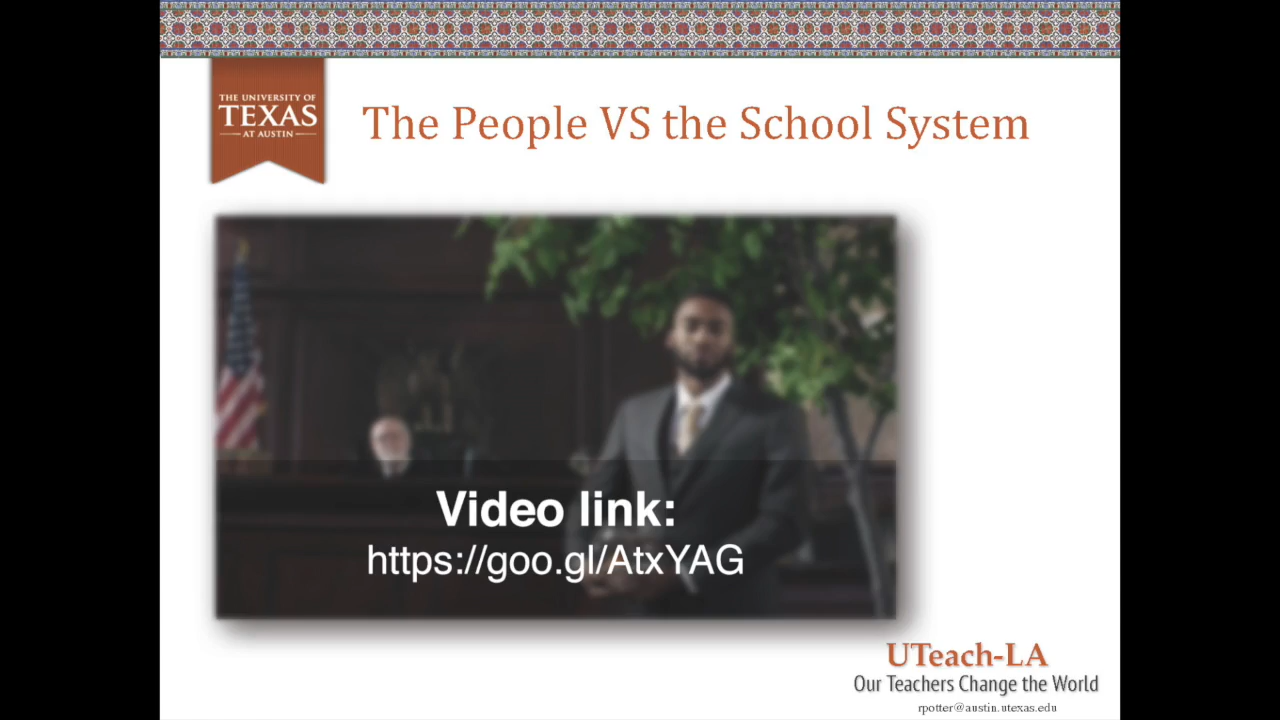 THE UNIVERSITY OF
TEXAS
AT AUSTIN
The People VS the School System
Video link:
https://goo.gl/AtxYAG
UTeach-LA
Our Teachers Change the World
rpotter@austin.utexas.edu